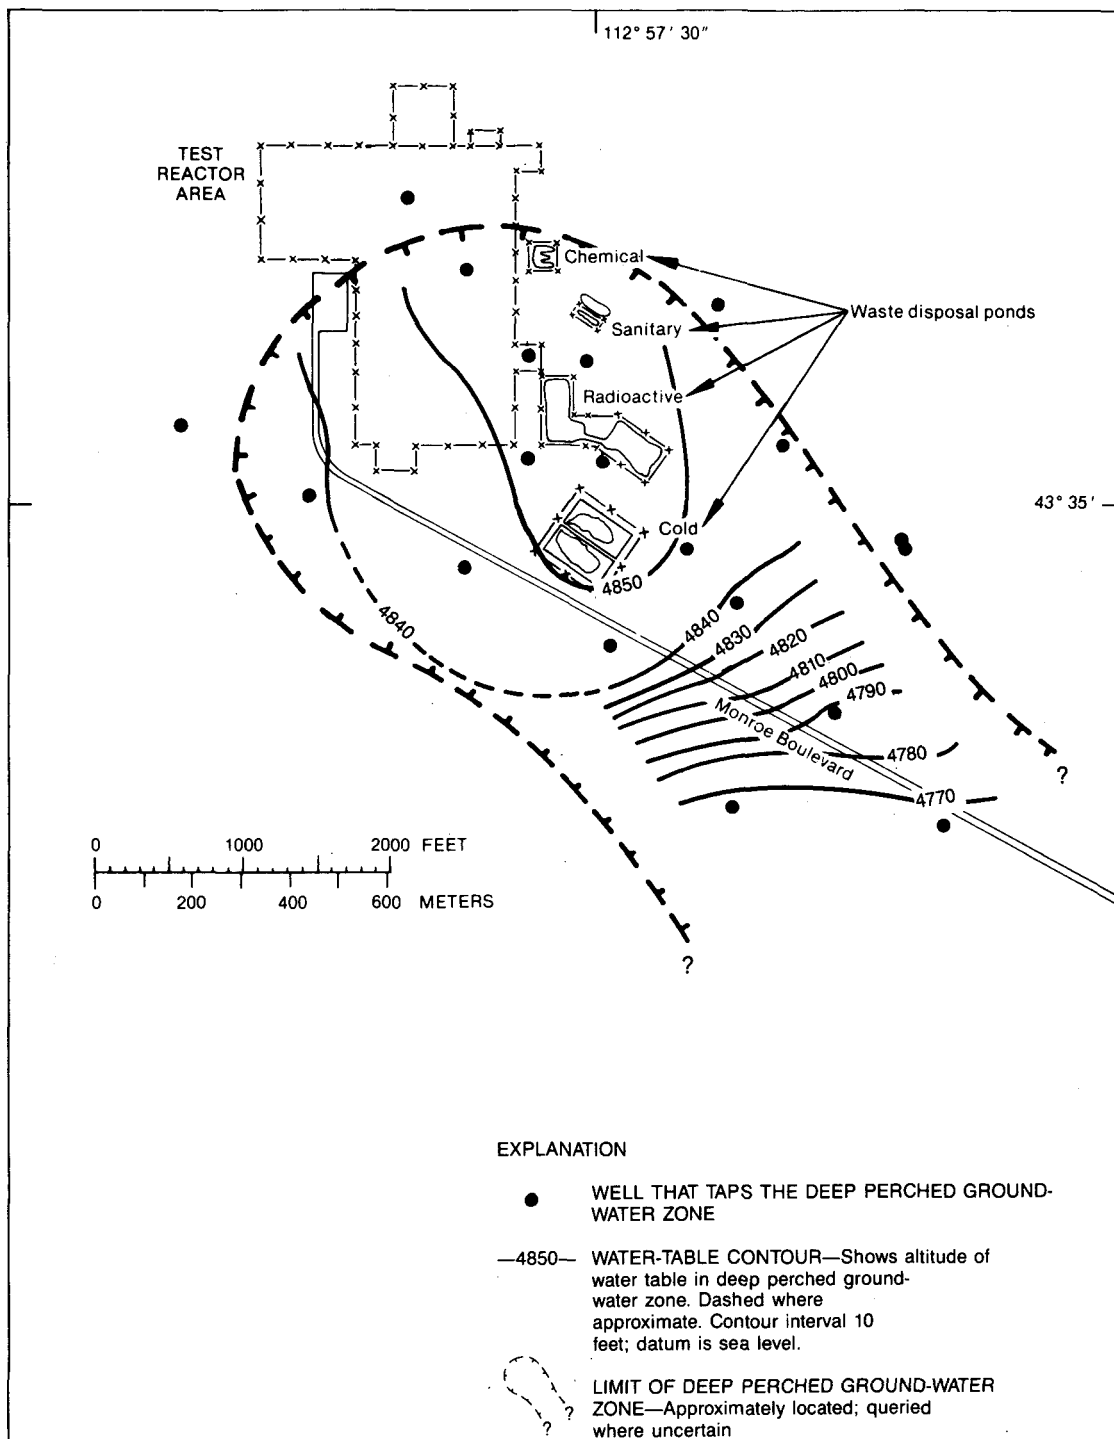 112° 57' 30"
TEST
REACTOR
AREA
Chemical
Waste disposal ponds
Sanitary
Radioactive
43° 35'
Cold
4850
4840
4840
4830
4820
4810
4800
4790
Monroe Boulevard
4780
4770
?
?
0 1000 2000 FEET
0 200 400 600 METERS
EXPLANATION
WELL THAT TAPS THE DEEP PERCHED GROUND-
WATER ZONE
—4850— WATER-TABLE CONTOUR—Shows altitude of
water table in deep perched ground-
water zone. Dashed where
approximate. Contour interval 10
feet; datum is sea level.
LIMIT OF DEEP PERCHED GROUND-WATER
ZONE—Approximately located; queried
where uncertain
? ?